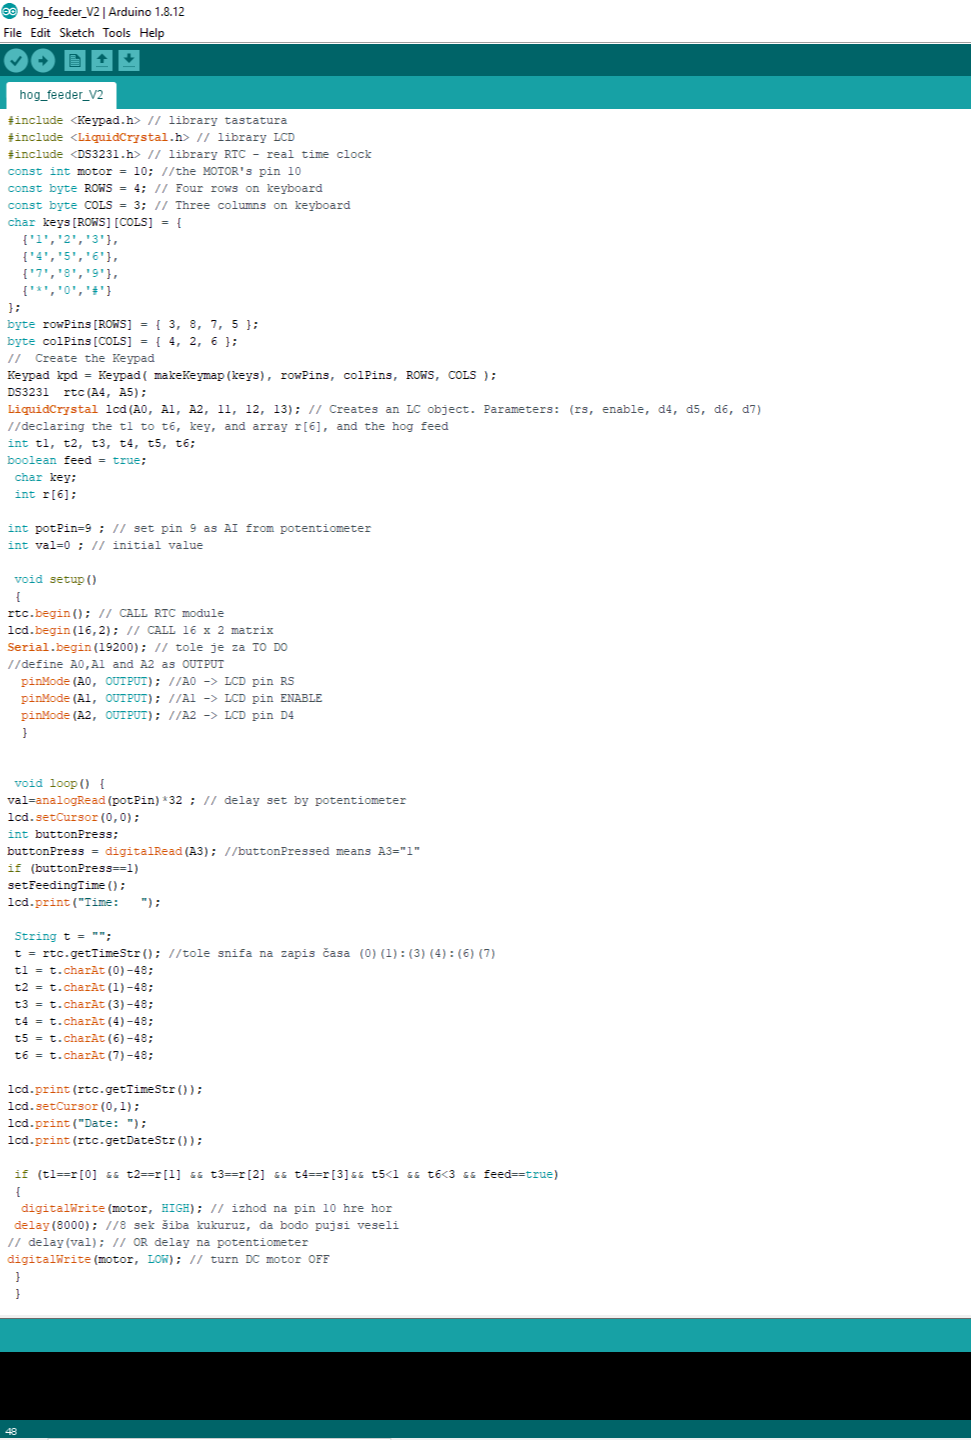 hog_feeder_V2 | Arduino 1.8.12
File Edit Sketch Tools Help
hog_feeder_V2
#include <Keypad.h> // library tastatura
#include <LiquidCrystal.h> // library LCD
#include <DS3231.h> // library RTC - real time clock
const int motor = 10; //the MOTOR's pin 10
const byte ROWS = 4; // Four rows on keyboard
const byte COLS = 3; // Three columns on keyboard
char keys[ROWS][COLS] = {
  {'1','2','3'},
  {'4','5','6'},
  {'7','8','9'},
  {'*','0','#'}
};
byte rowPins[ROWS] = { 3, 8, 7, 5 };
byte colPins[COLS] = { 4, 2, 6 };
//  Create the Keypad
Keypad kpd = Keypad( makeKeymap(keys), rowPins, colPins, ROWS, COLS );
DS3231  rtc(A4, A5);
LiquidCrystal lcd(A0, A1, A2, 11, 12, 13); // Creates an LC object. Parameters: (rs, enable, d4, d5, d6, d7)
//declaring the t1 to t6, key, and array r[6], and the hog feed
int t1, t2, t3, t4, t5, t6;
boolean feed = true;
 char key;
 int r[6];
int potPin=9 ; // set pin 9 as AI from potentiometer
int val=0 ; // initial value
 void setup()
 {
rtc.begin(); // CALL RTC module
lcd.begin(16,2); // CALL 16 x 2 matrix
Serial.begin(19200); // tole je za TO DO
//define A0,A1 and A2 as OUTPUT
  pinMode(A0, OUTPUT); //A0 -> LCD pin RS
  pinMode(A1, OUTPUT); //A1 -> LCD pin ENABLE
  pinMode(A2, OUTPUT); //A2 -> LCD pin D4
  }
 void loop() {
val=analogRead(potPin)*32 ; // delay set by potentiometer
lcd.setCursor(0,0);
int buttonPress;
buttonPress = digitalRead(A3); //buttonPressed means A3="1"
if (buttonPress==1)
setFeedingTime();
lcd.print("Time:   ");
 String t = "";
 t = rtc.getTimeStr(); //tole snifa na zapis časa (0)(1):(3)(4):(6)(7)
 t1 = t.charAt(0)-48;
 t2 = t.charAt(1)-48;
 t3 = t.charAt(3)-48;
 t4 = t.charAt(4)-48;
 t5 = t.charAt(6)-48;
 t6 = t.charAt(7)-48;
lcd.print(rtc.getTimeStr());
lcd.setCursor(0,1);
lcd.print("Date: ");
lcd.print(rtc.getDateStr());
 if (t1==r[0] && t2==r[1] && t3==r[2] && t4==r[3]&& t5<1 && t6<3 && feed==true)
 {
  digitalWrite(motor, HIGH); // izhod na pin 10 hre hor
 delay(8000); //8 sek šiba kukuruz, da bodo pujsi veseli
// delay(val); // OR delay na potentiometer
digitalWrite(motor, LOW); // turn DC motor OFF
 }
 }
48